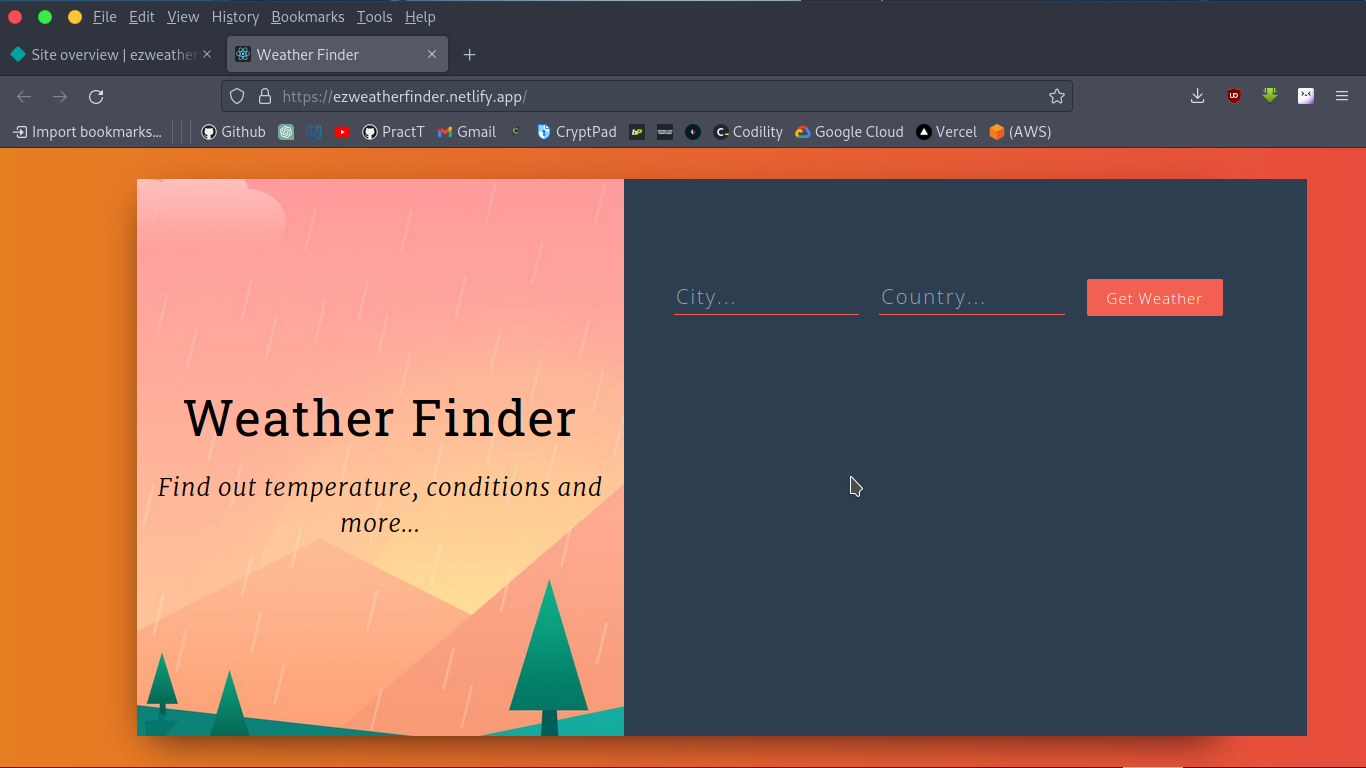 File Edit View History Bookmarks Tools Help
Site overview | ezweather
Weather Finder
https://ezweatherfinder.netlify.app/
Import bookmarks... Github PractT Gmail CryptPad Codility Google Cloud Vercel (AWS)
City...
Country...
Get Weather
Weather Finder
Find out temperature, conditions and
more...